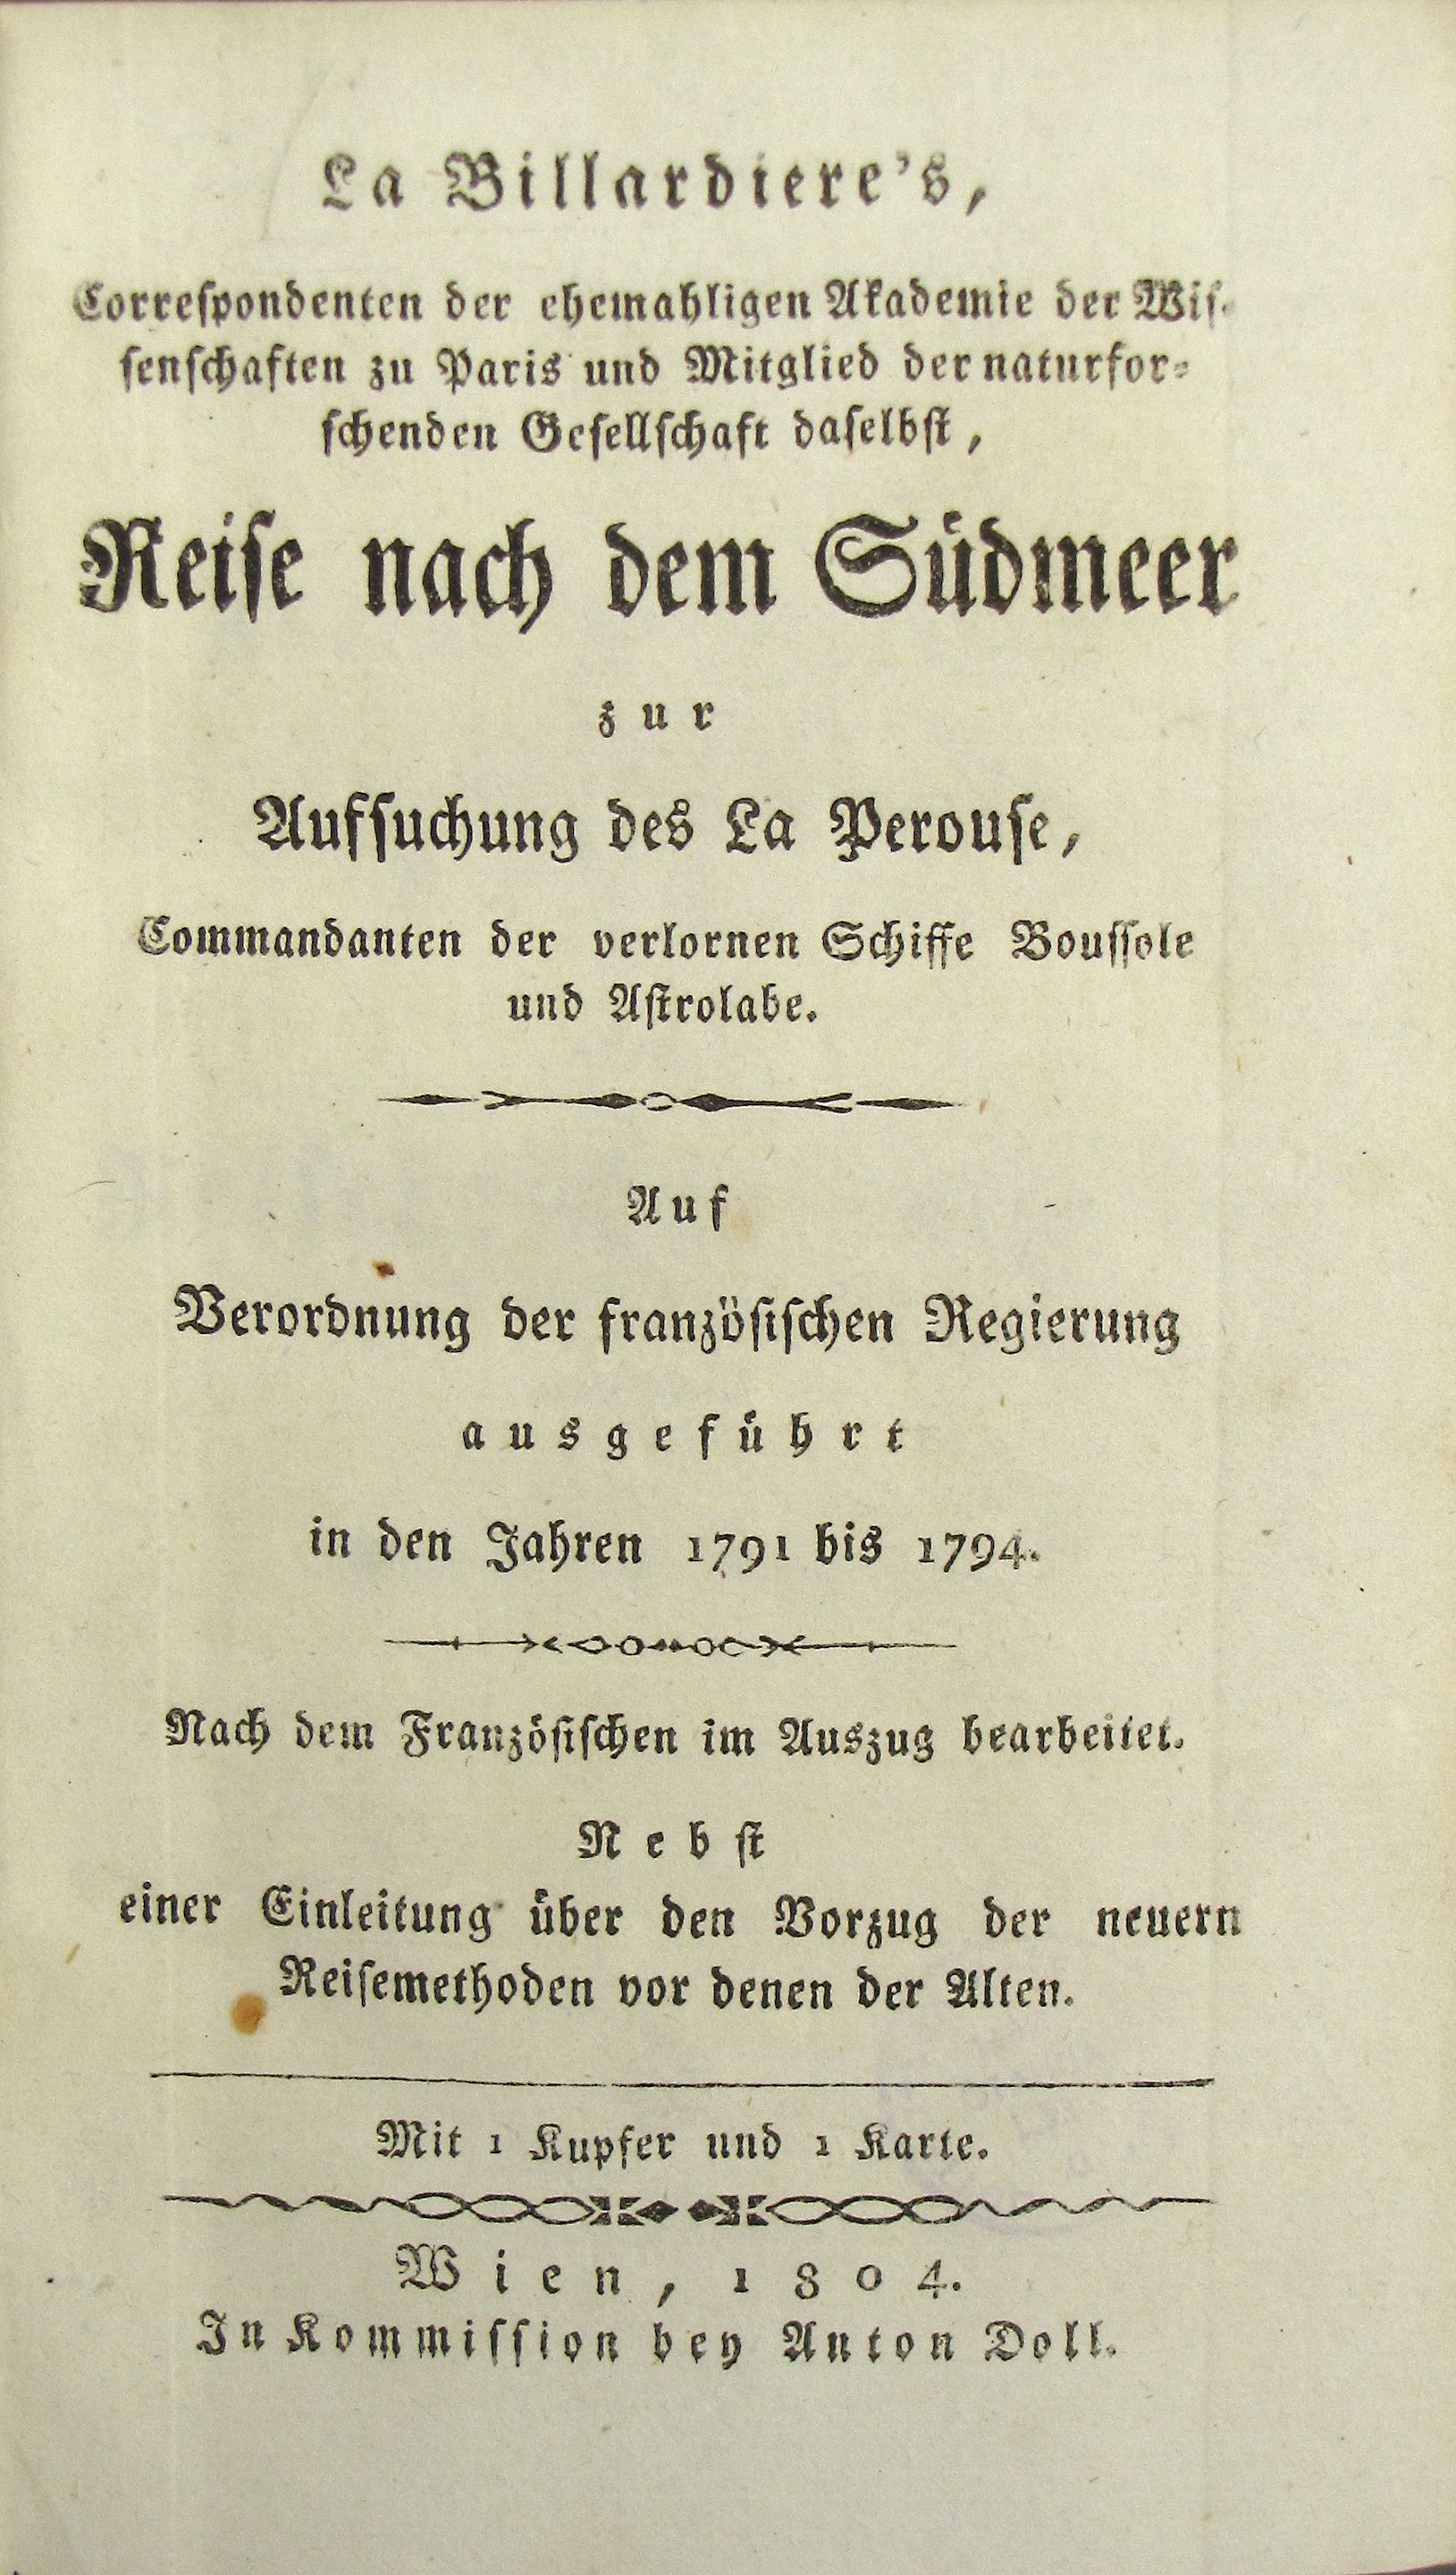 La Billardiere's,
Correſpondenten der ehemahligen Akademie der Wiſ-
ſenſchaften zu Paris und Mitglied der naturfor-
ſchenden Geſellſchaft daſelbſt,
Reiſe nach dem Südmeer
zur
Aufſuchung des La Perouſe,
Commandanten der verlornen Schiffe Bouſſole
und Aſtrolabe.
Auf
Verordnung der franzöſiſchen Regierung
ausgeführt
in den Jahren 1791 bis 1794.
Nach dem Franzöſiſchen im Auszug bearbeitet.
Nebſt
einer Einleitung über den Vorzug der neuern
Reiſemethoden vor denen der Alten.
Mit 1 Kupfer und 1 Karte.
Wien, 1804.
In Kommiſſion bey Anton Doll.